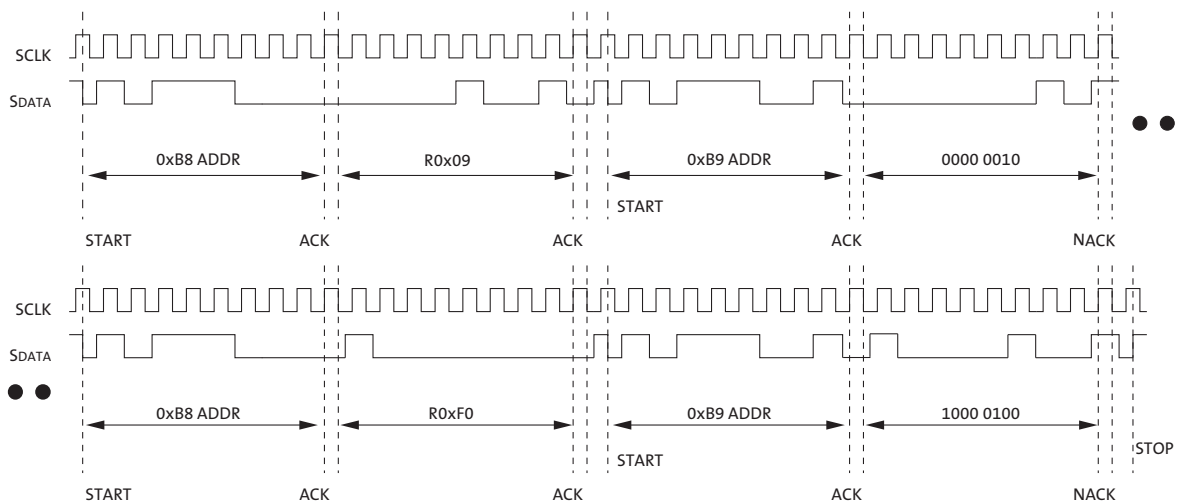 SCLK
SDATA
0xB8 ADDR R0x09 0xB9 ADDR 0000 0010
START
START ACK ACK ACK NACK
SCLK
SDATA
0xB8 ADDR R0xF0 0xB9 ADDR 1000 0100
START STOP
START ACK ACK ACK NACK